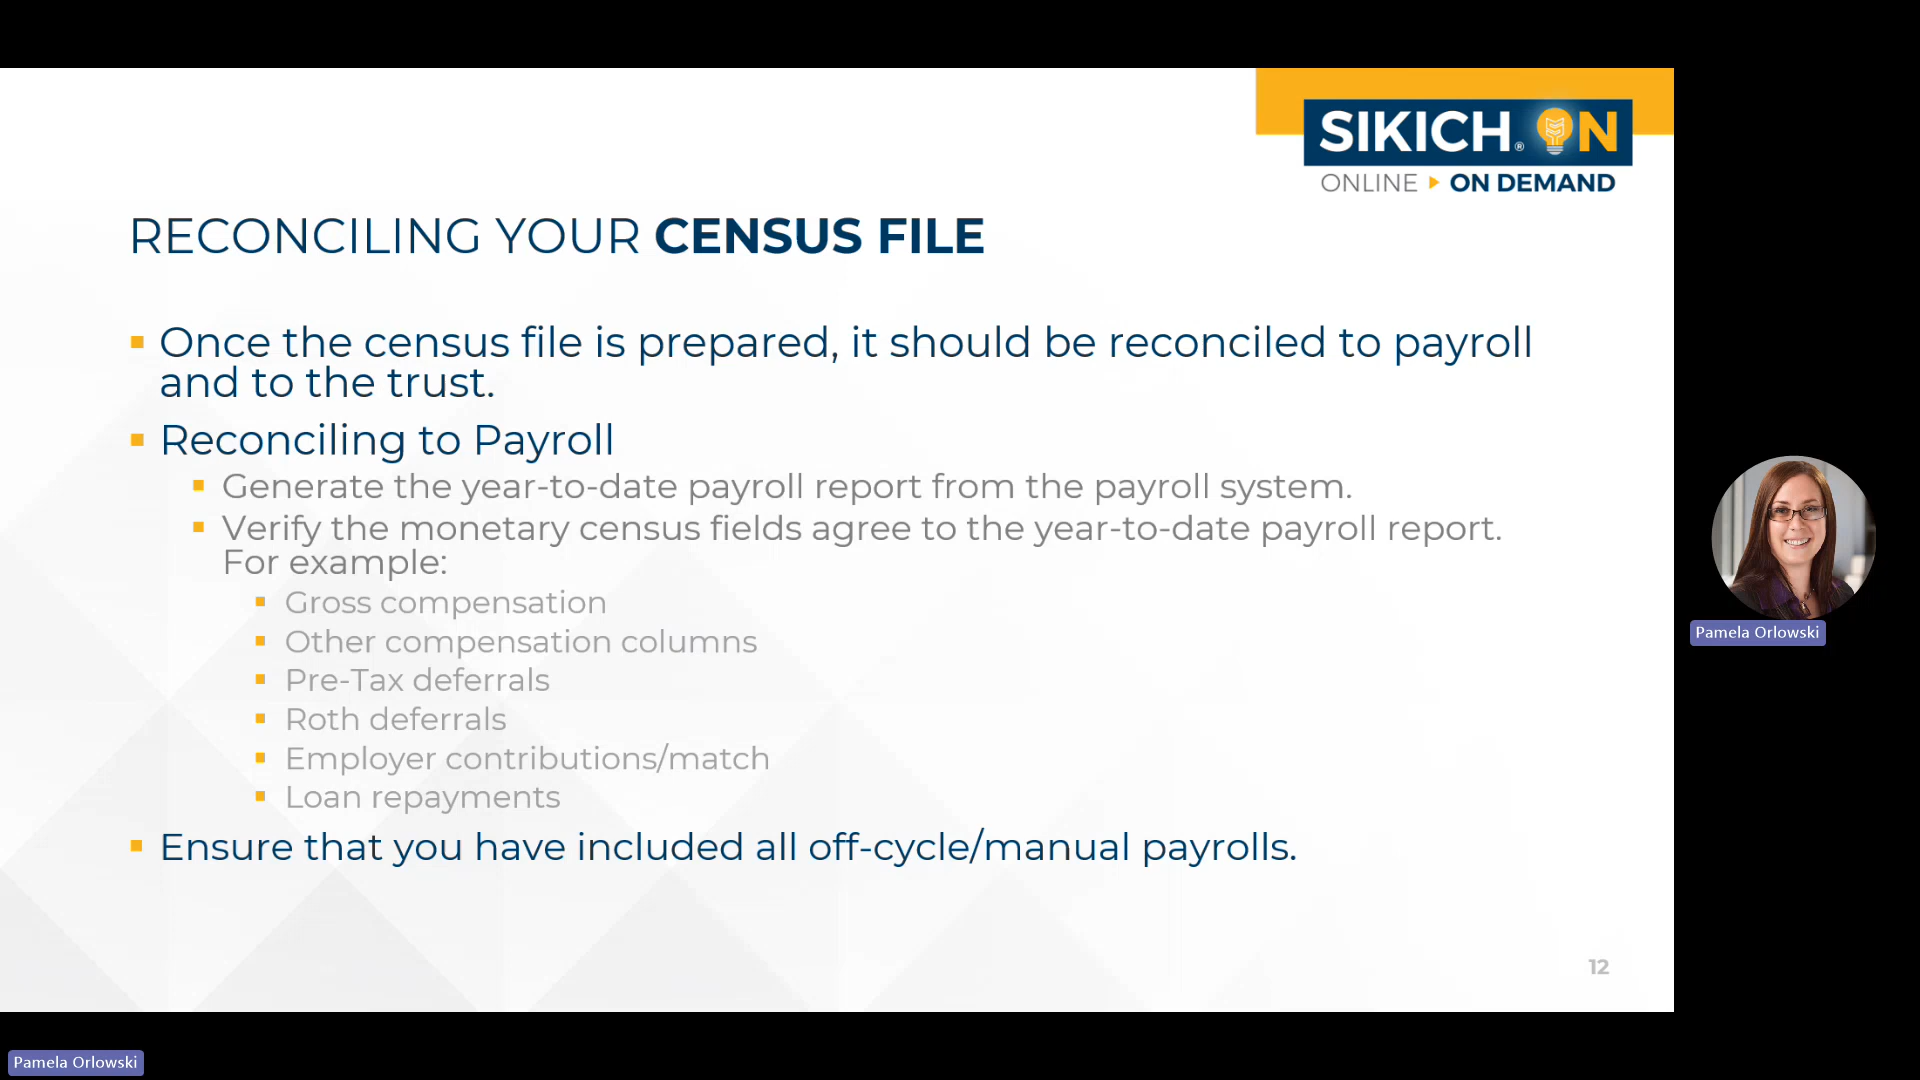 SIKICH® ON
ONLINE ▸ ON DEMAND
RECONCILING YOUR CENSUS FILE
Once the census file is prepared, it should be reconciled to payroll
and to the trust.
Reconciling to Payroll
Generate the year-to-date payroll report from the payroll system.
Verify the monetary census fields agree to the year-to-date payroll report.
For example:
Gross compensation
Other compensation columns
Pre-Tax deferrals
Roth deferrals
Employer contributions/match
Loan repayments
Ensure that you have included all off-cycle/manual payrolls.
12
Pamela Orlowski
Pamela Orlowski